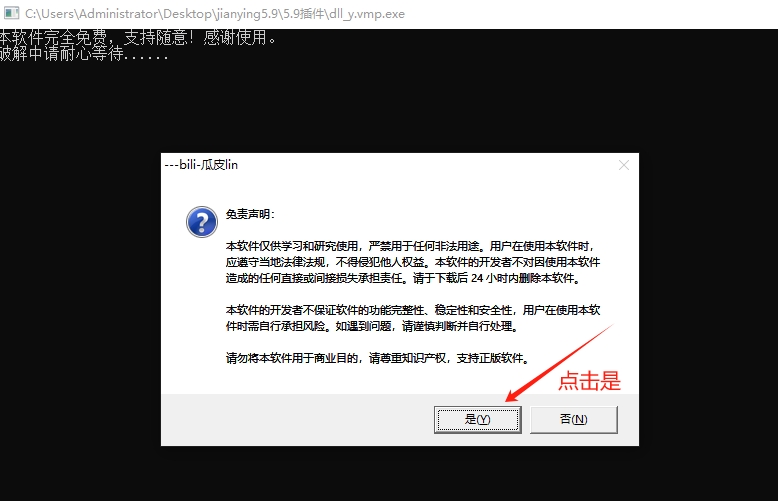 C:\Users\Administrator\Desktop\jianying5.9\5.9插件\dll_y.vmp.exe
本软件完全免费，支持随意！感谢使用。
破解中请耐心等待......
---bili-瓜皮lin
免责声明：
本软件仅供学习和研究使用，严禁用于任何非法用途。用户在使用本软件时，
应遵守当地法律法规，不得侵犯他人权益。本软件的开发者不对因使用本软件
造成的任何直接或间接损失承担责任。请于下载后 24 小时内删除本软件。
本软件的开发者不保证软件的功能完整性、稳定性和安全性，用户在使用本软
件时需自行承担风险。如遇到问题，请谨慎判断并自行处理。
请勿将本软件用于商业目的，请尊重知识产权，支持正版软件。
点击是
是(Y)
否(N)